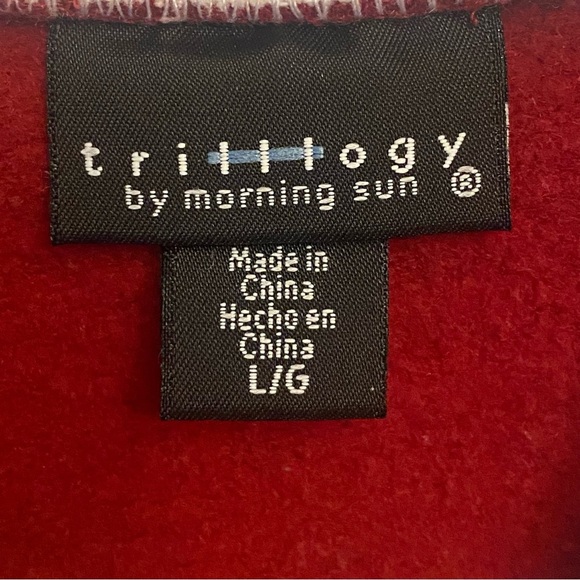 trilllogy
by morning sun ®
Made in
China
Hecho en
China
L/G